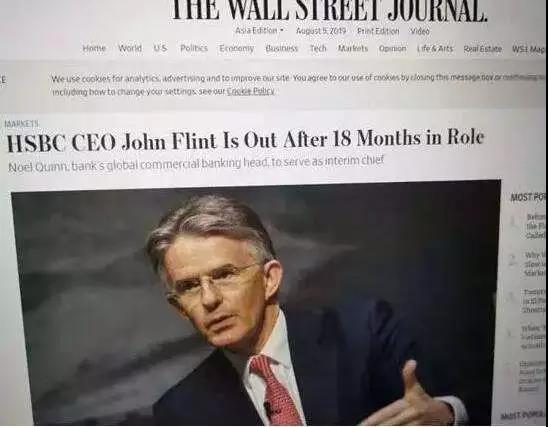 THE WALL STREET JOURNAL.
Asia Edition August 5, 2019 Print Edition Video
Home World U.S. Politics Economy Business Tech Markets Opinion Life & Arts Real Estate WSJ. Mag
We use cookies for analytics, advertising and to improve our site. You agree to our use of cookies by closing this message box or
including how to change your settings, see our Cookie Policy
MARKETS
HSBC CEO John Flint Is Out After 18 Months in Role
Noel Quinn, bank's global commercial banking head, to serve as interim chief
MOST PO